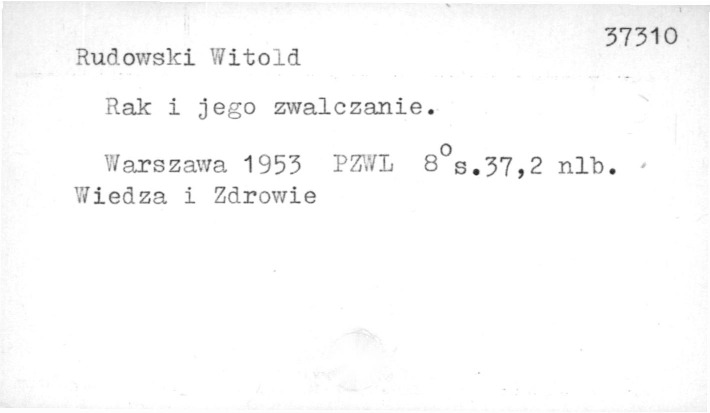 37310
Rudowski Witold
Rak i jego zwalczanie.
Warszawa 1953 PZWL 8° s.37,2 nlb.
Wiedza i Zdrowie